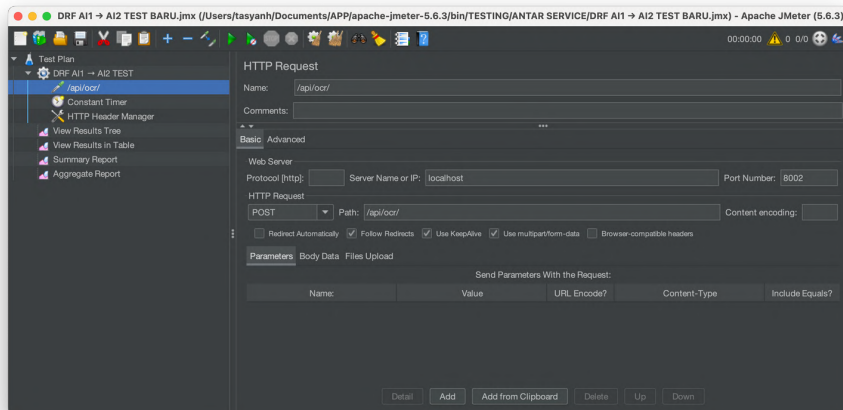 DRF AI1 → AI2 TEST BARU.jmx (/Users/tasyanh/Documents/APP/apache-jmeter-5.6.3/bin/TESTING/ANTAR SERVICE/DRF AI1 → AI2 TEST BARU.jmx) - Apache JMeter (5.6.3)
00:00:00 0 0/0
Test Plan
DRF AI1 → AI2 TEST
/api/ocr/
Constant Timer
HTTP Header Manager
View Results Tree
View Results in Table
Summary Report
Aggregate Report
HTTP Request
Name: /api/ocr/
Comments:
Basic Advanced
Web Server
Protocol [http]: Server Name or IP: localhost Port Number: 8002
HTTP Request
POST Path: /api/ocr/ Content encoding:
Redirect Automatically Follow Redirects Use KeepAlive Use multipart/form-data Browser-compatible headers
Parameters Body Data Files Upload
Send Parameters With the Request:
Name: Value URL Encode? Content-Type Include Equals?
Detail Add Add from Clipboard Delete Up Down